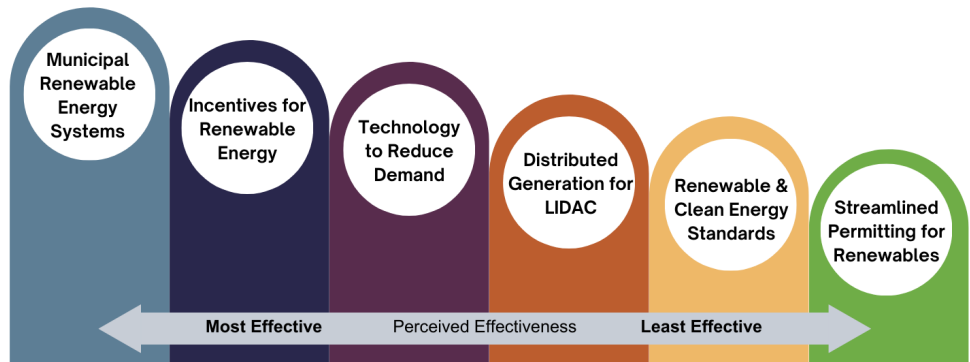 Municipal
Renewable
Energy
Systems
Incentives for
Renewable
Energy
Technology
to Reduce
Demand
Distributed
Generation for
LIDAC
Renewable &
Clean Energy
Standards
Streamlined
Permitting for
Renewables
Most Effective Perceived Effectiveness Least Effective